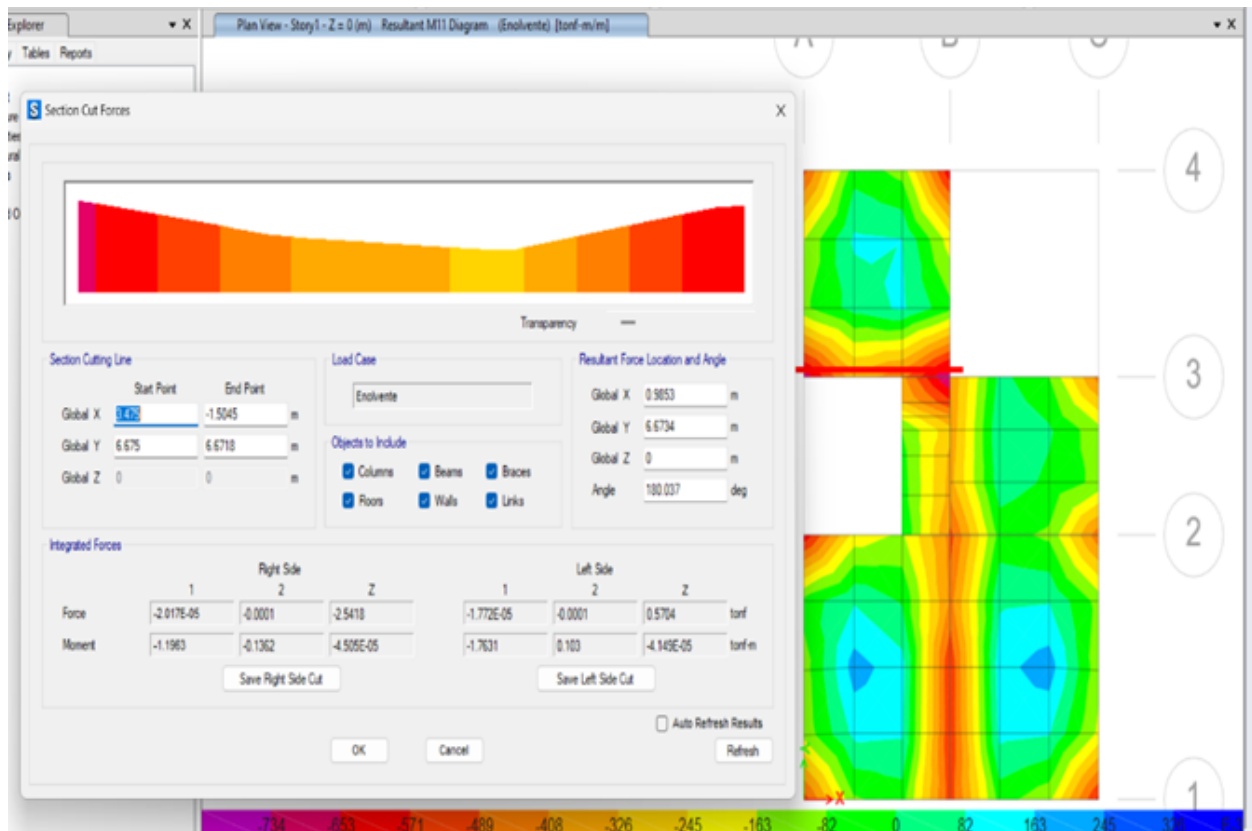 Explorer
Plan View - Story1 - Z = 0 (m) Resultant M11 Diagram (Enolvente) [tonf-m/m]
X
X
Tables Reports
A B C
S Section Cut Forces
X
Transparency
Section Cutting Line
Start Point End Point
Global X 3.475 -1.5045 m
Global Y 6.675 6.6718 m
Global Z 0 0 m
Load Case
Enolvente
Objects to Include
Columns Beams Braces
Floors Walls Links
Resultant Force Location and Angle
Global X 0.9853 m
Global Y 6.6734 m
Global Z 0 m
Angle 180.037 deg
Integrated Forces
Right Side Left Side
1 2 Z 1 2 Z
Force -2.017E-05 -0.0001 -2.5418 -1.772E-05 -0.0001 0.5704 tonf
Moment -1.1963 -0.1362 -4.505E-05 -1.7631 0.103 -4.149E-05 tonf-m
Save Right Side Cut Save Left Side Cut
Auto Refresh Results
OK Cancel Refresh
4
3
2
1
X
-734 -653 -571 -489 -408 -326 -245 -163 -82 0 82 163 245 326